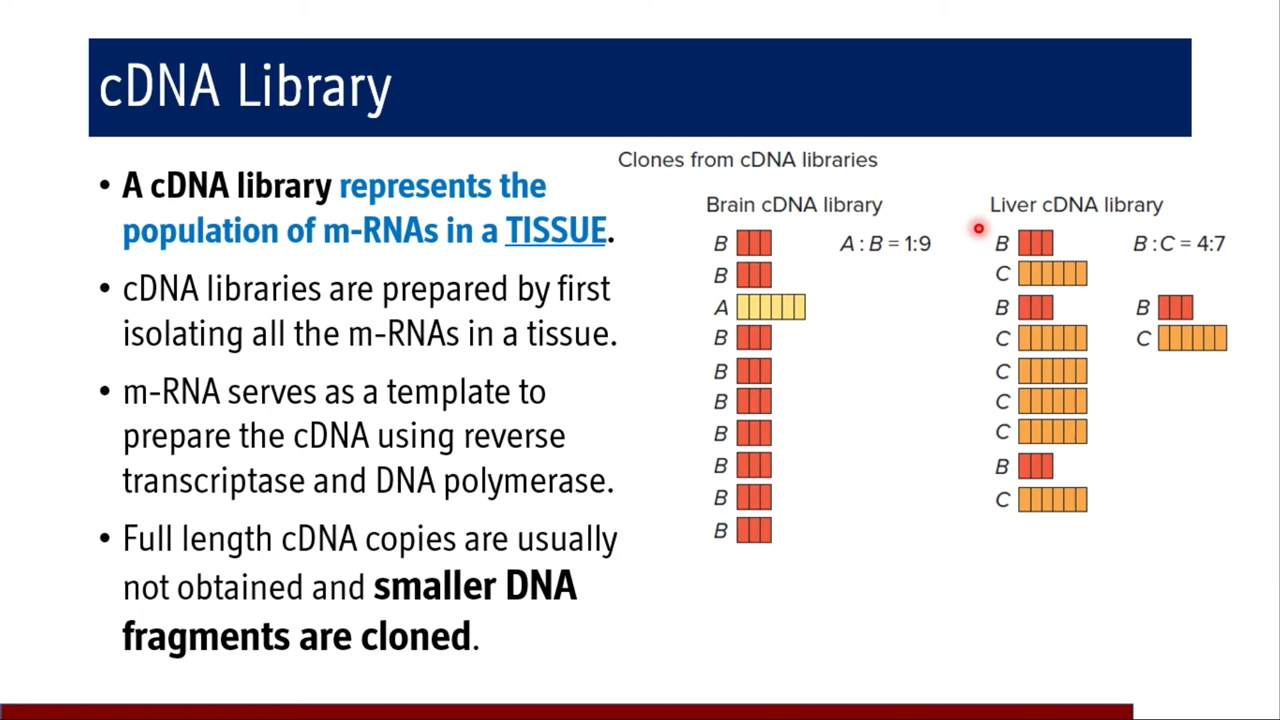 cDNA Library
• A cDNA library represents the
population of m-RNAs in a TISSUE.
• cDNA libraries are prepared by first
isolating all the m-RNAs in a tissue.
• m-RNA serves as a template to
prepare the cDNA using reverse
transcriptase and DNA polymerase.
• Full length cDNA copies are usually
not obtained and smaller DNA
fragments are cloned.
Clones from cDNA libraries
Brain cDNA library
B
A : B = 1:9
B
A
B
B
B
B
B
B
B
Liver cDNA library
B
B : C = 4:7
C
B
B
C
C
C
C
C
B
C